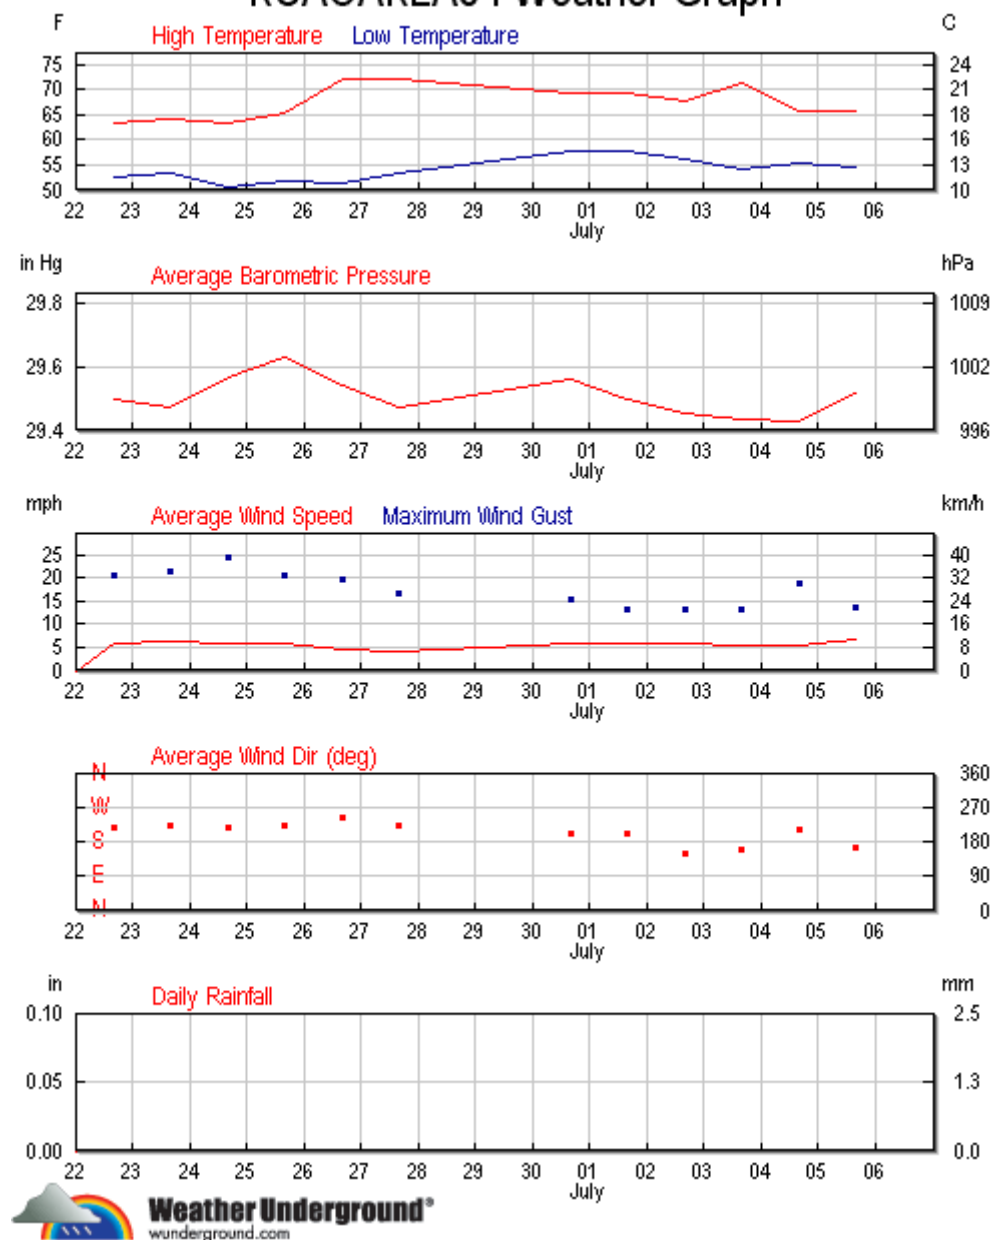 Weather Graph
F C
High Temperature Low Temperature
75 24
70 21
65 18
60 16
55 13
50 10
22 23 24 25 26 27 28 29 30 01 02 03 04 05 06
July
in Hg hPa
Average Barometric Pressure
29.8 1009
29.6 1002
29.4 996
22 23 24 25 26 27 28 29 30 01 02 03 04 05 06
July
mph km/h
Average Wind Speed Maximum Wind Gust
25 40
20 32
15 24
10 16
5 8
0 0
22 23 24 25 26 27 28 29 30 01 02 03 04 05 06
July
Average Wind Dir (deg)
N 360
W 270
S 180
E 90
N 0
22 23 24 25 26 27 28 29 30 01 02 03 04 05 06
July
in mm
Daily Rainfall
0.10 2.5
0.05 1.3
0.00 0.0
22 23 24 25 26 27 28 29 30 01 02 03 04 05 06
July
Weather Underground®
wunderground.com